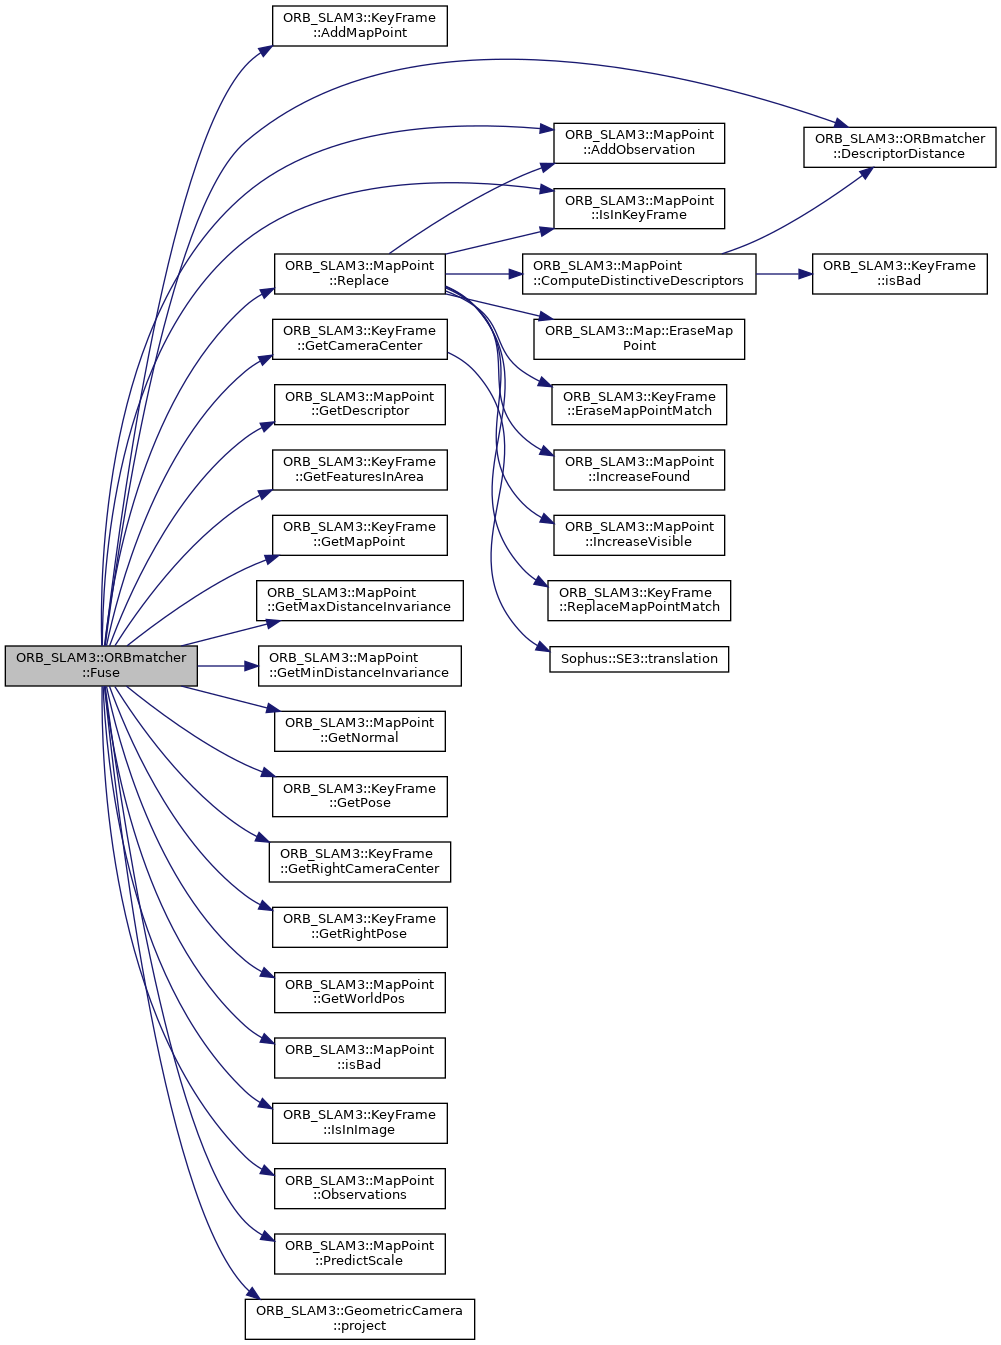 ORB_SLAM3::KeyFrame
::AddMapPoint
ORB_SLAM3::MapPoint
::AddObservation
ORB_SLAM3::ORBmatcher
::DescriptorDistance
ORB_SLAM3::MapPoint
::IsInKeyFrame
ORB_SLAM3::MapPoint
::Replace
ORB_SLAM3::MapPoint
::ComputeDistinctiveDescriptors
ORB_SLAM3::KeyFrame
::isBad
ORB_SLAM3::KeyFrame
::GetCameraCenter
ORB_SLAM3::Map::EraseMap
Point
ORB_SLAM3::MapPoint
::GetDescriptor
ORB_SLAM3::KeyFrame
::EraseMapPointMatch
ORB_SLAM3::KeyFrame
::GetFeaturesInArea
ORB_SLAM3::MapPoint
::IncreaseFound
ORB_SLAM3::KeyFrame
::GetMapPoint
ORB_SLAM3::MapPoint
::IncreaseVisible
ORB_SLAM3::MapPoint
::GetMaxDistanceInvariance
ORB_SLAM3::KeyFrame
::ReplaceMapPointMatch
ORB_SLAM3::ORBmatcher
::Fuse
ORB_SLAM3::MapPoint
::GetMinDistanceInvariance
Sophus::SE3::translation
ORB_SLAM3::MapPoint
::GetNormal
ORB_SLAM3::KeyFrame
::GetPose
ORB_SLAM3::KeyFrame
::GetRightCameraCenter
ORB_SLAM3::KeyFrame
::GetRightPose
ORB_SLAM3::MapPoint
::GetWorldPos
ORB_SLAM3::MapPoint
::isBad
ORB_SLAM3::KeyFrame
::IsInImage
ORB_SLAM3::MapPoint
::Observations
ORB_SLAM3::MapPoint
::PredictScale
ORB_SLAM3::GeometricCamera
::project